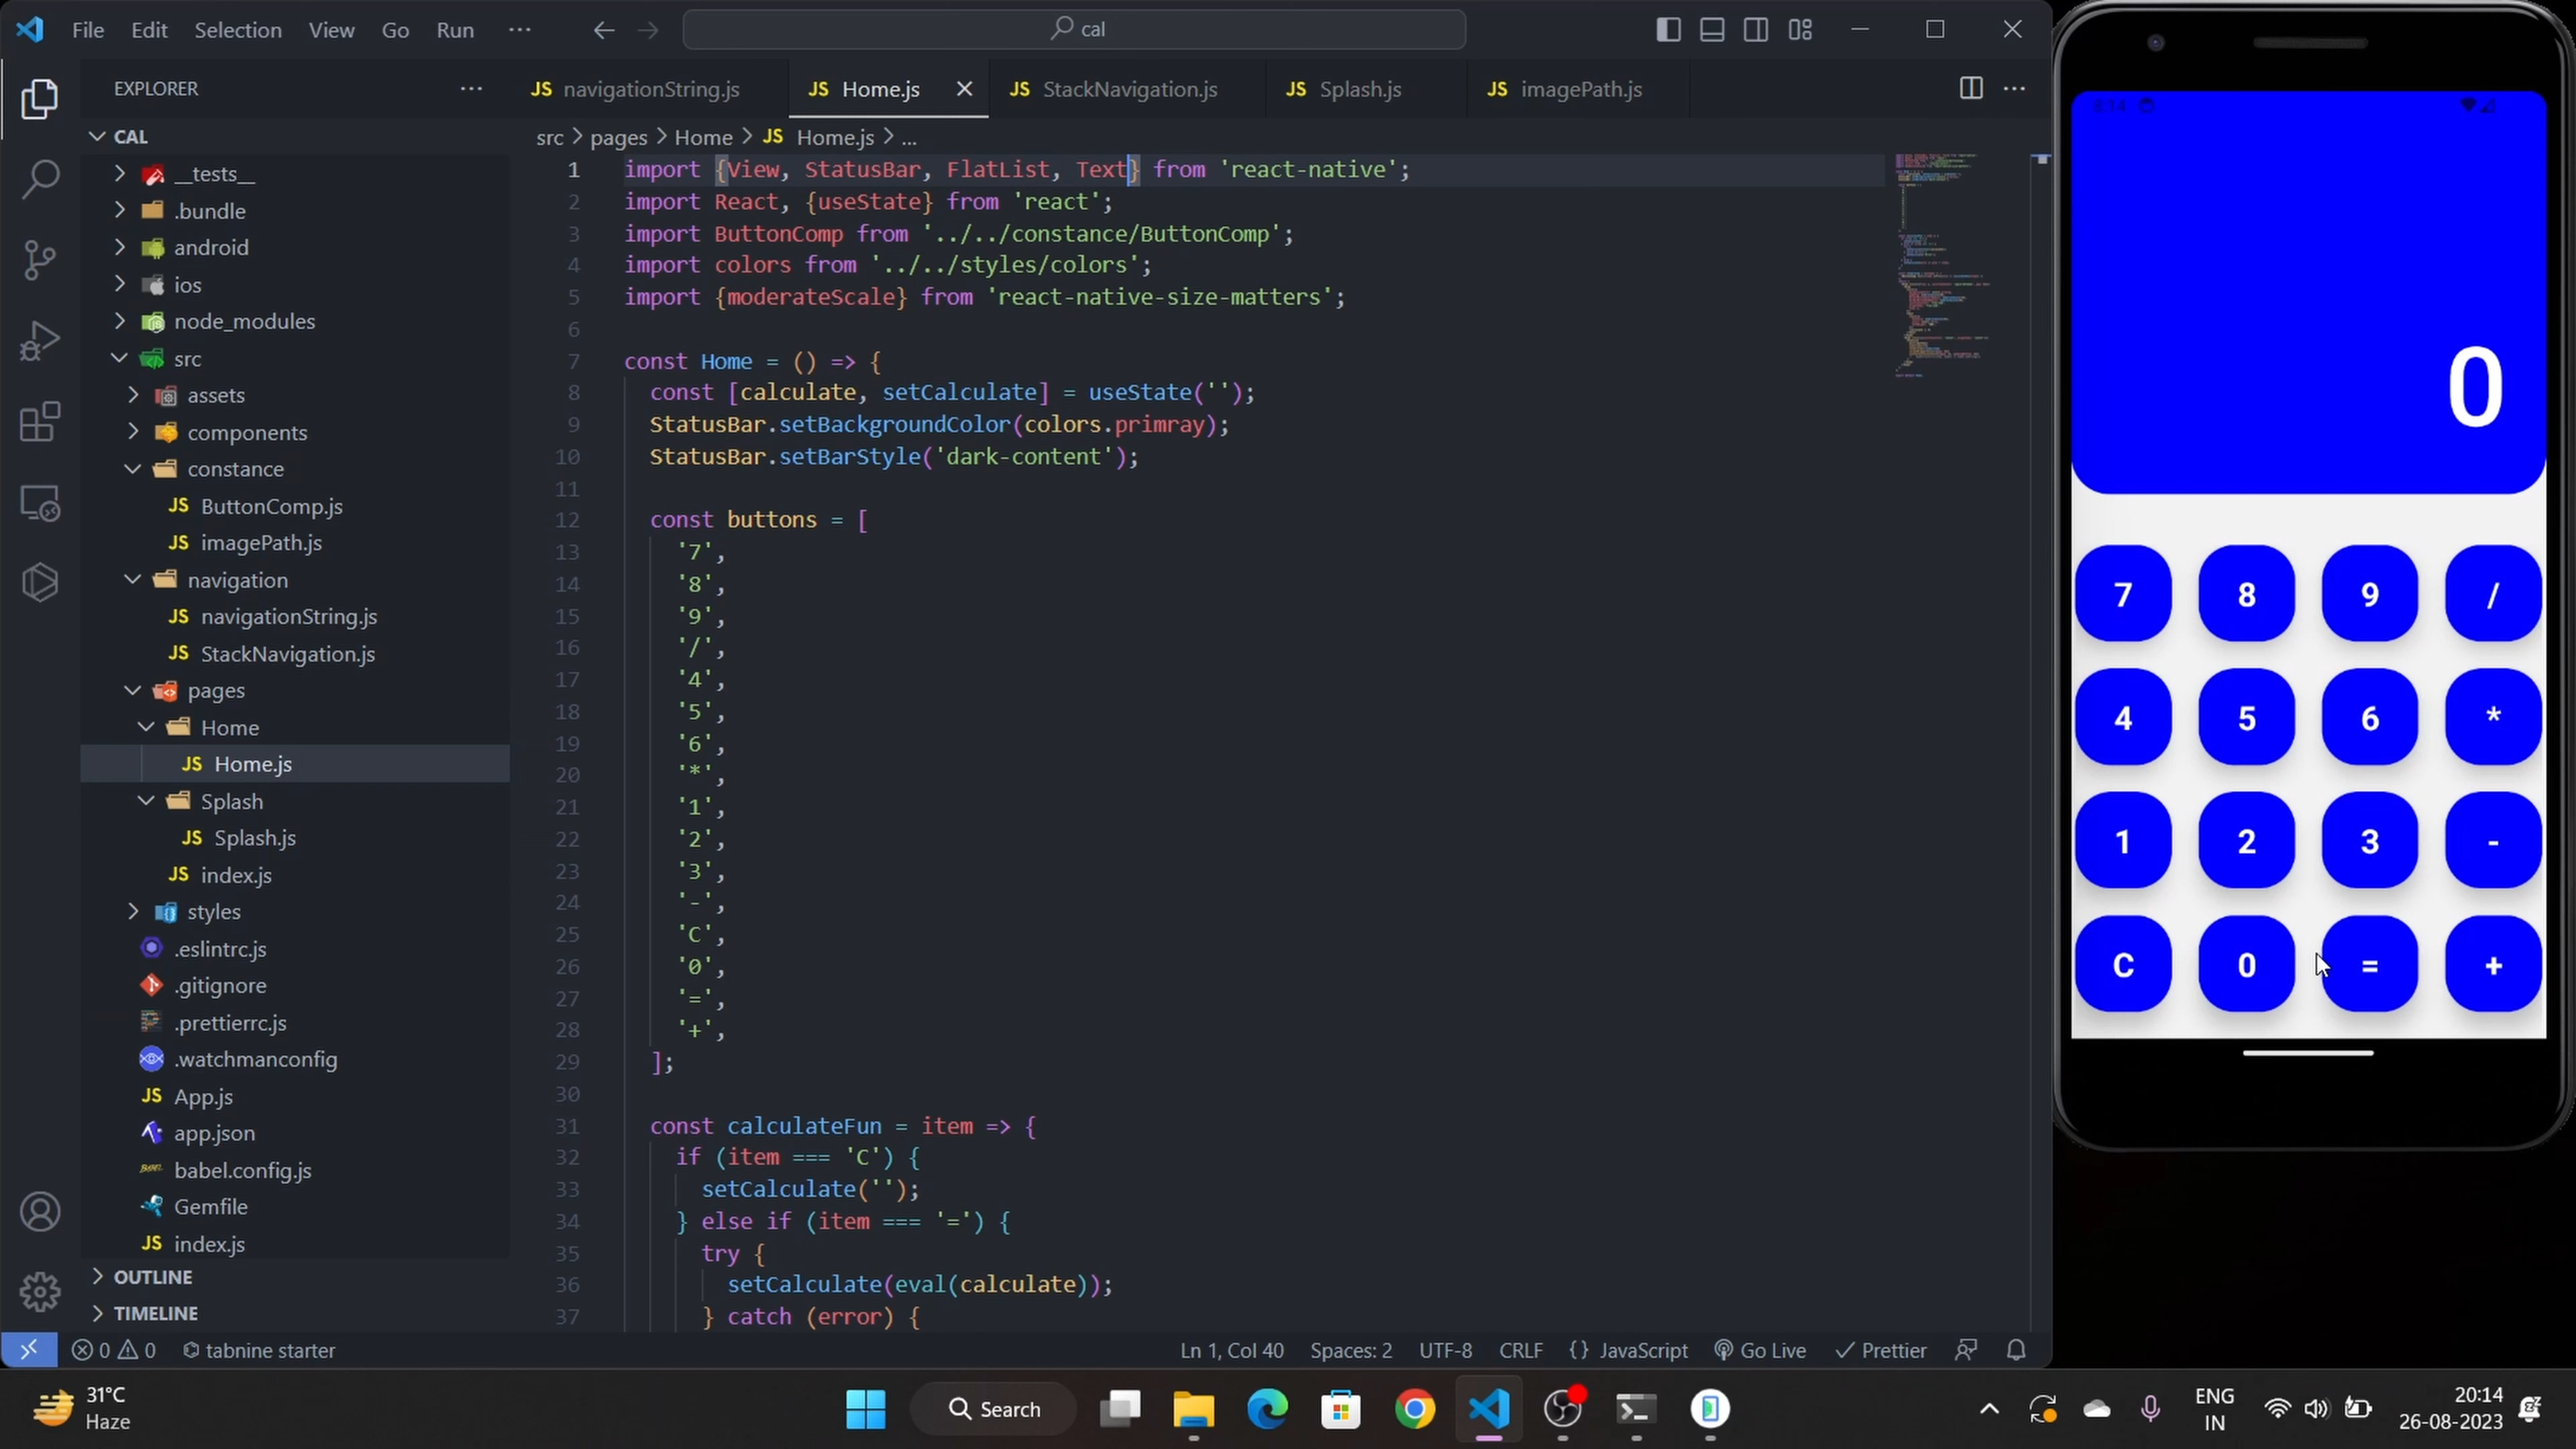 File Edit Selection View Go Run ···
cal
EXPLORER ···
navigationString.js
Home.js
StackNavigation.js
Splash.js
imagePath.js
src > pages > Home > JS Home.js > ...
CAL
__tests__
.bundle
android
ios
node_modules
src
assets
components
constance
JS ButtonComp.js
JS imagePath.js
navigation
JS navigationString.js
JS StackNavigation.js
pages
Home
JS Home.js
Splash
JS Splash.js
JS index.js
styles
.eslintrc.js
.gitignore
.prettierrc.js
.watchmanconfig
JS App.js
app.json
babel.config.js
Gemfile
JS index.js
OUTLINE
TIMELINE
1 import {View, StatusBar, FlatList, Text} from 'react-native';
2 import React, {useState} from 'react';
3 import ButtonComp from '../../constance/ButtonComp';
4 import colors from '../../styles/colors';
5 import {moderateScale} from 'react-native-size-matters';
6
7 const Home = () => {
8 const [calculate, setCalculate] = useState('');
9 StatusBar.setBackgroundColor(colors.primray);
10 StatusBar.setBarStyle('dark-content');
11
12 const buttons = [
13 '7',
14 '8',
15 '9',
16 '/',
17 '4',
18 '5',
19 '6',
20 '*',
21 '1',
22 '2',
23 '3',
24 '-',
25 'C',
26 '0',
27 '=',
28 '+',
29 ];
30
31 const calculateFun = item => {
32 if (item === 'C') {
33 setCalculate('');
34 } else if (item === '=') {
35 try {
36 setCalculate(eval(calculate));
37 } catch (error) {
0
7 8 9 /
4 5 6 *
1 2 3 -
C 0 = +
0 0 tabnine starter
Ln 1, Col 40 Spaces: 2 UTF-8 CRLF {} JavaScript Go Live Prettier
31°C
Haze
Search
ENG
IN
20:14
26-08-2023